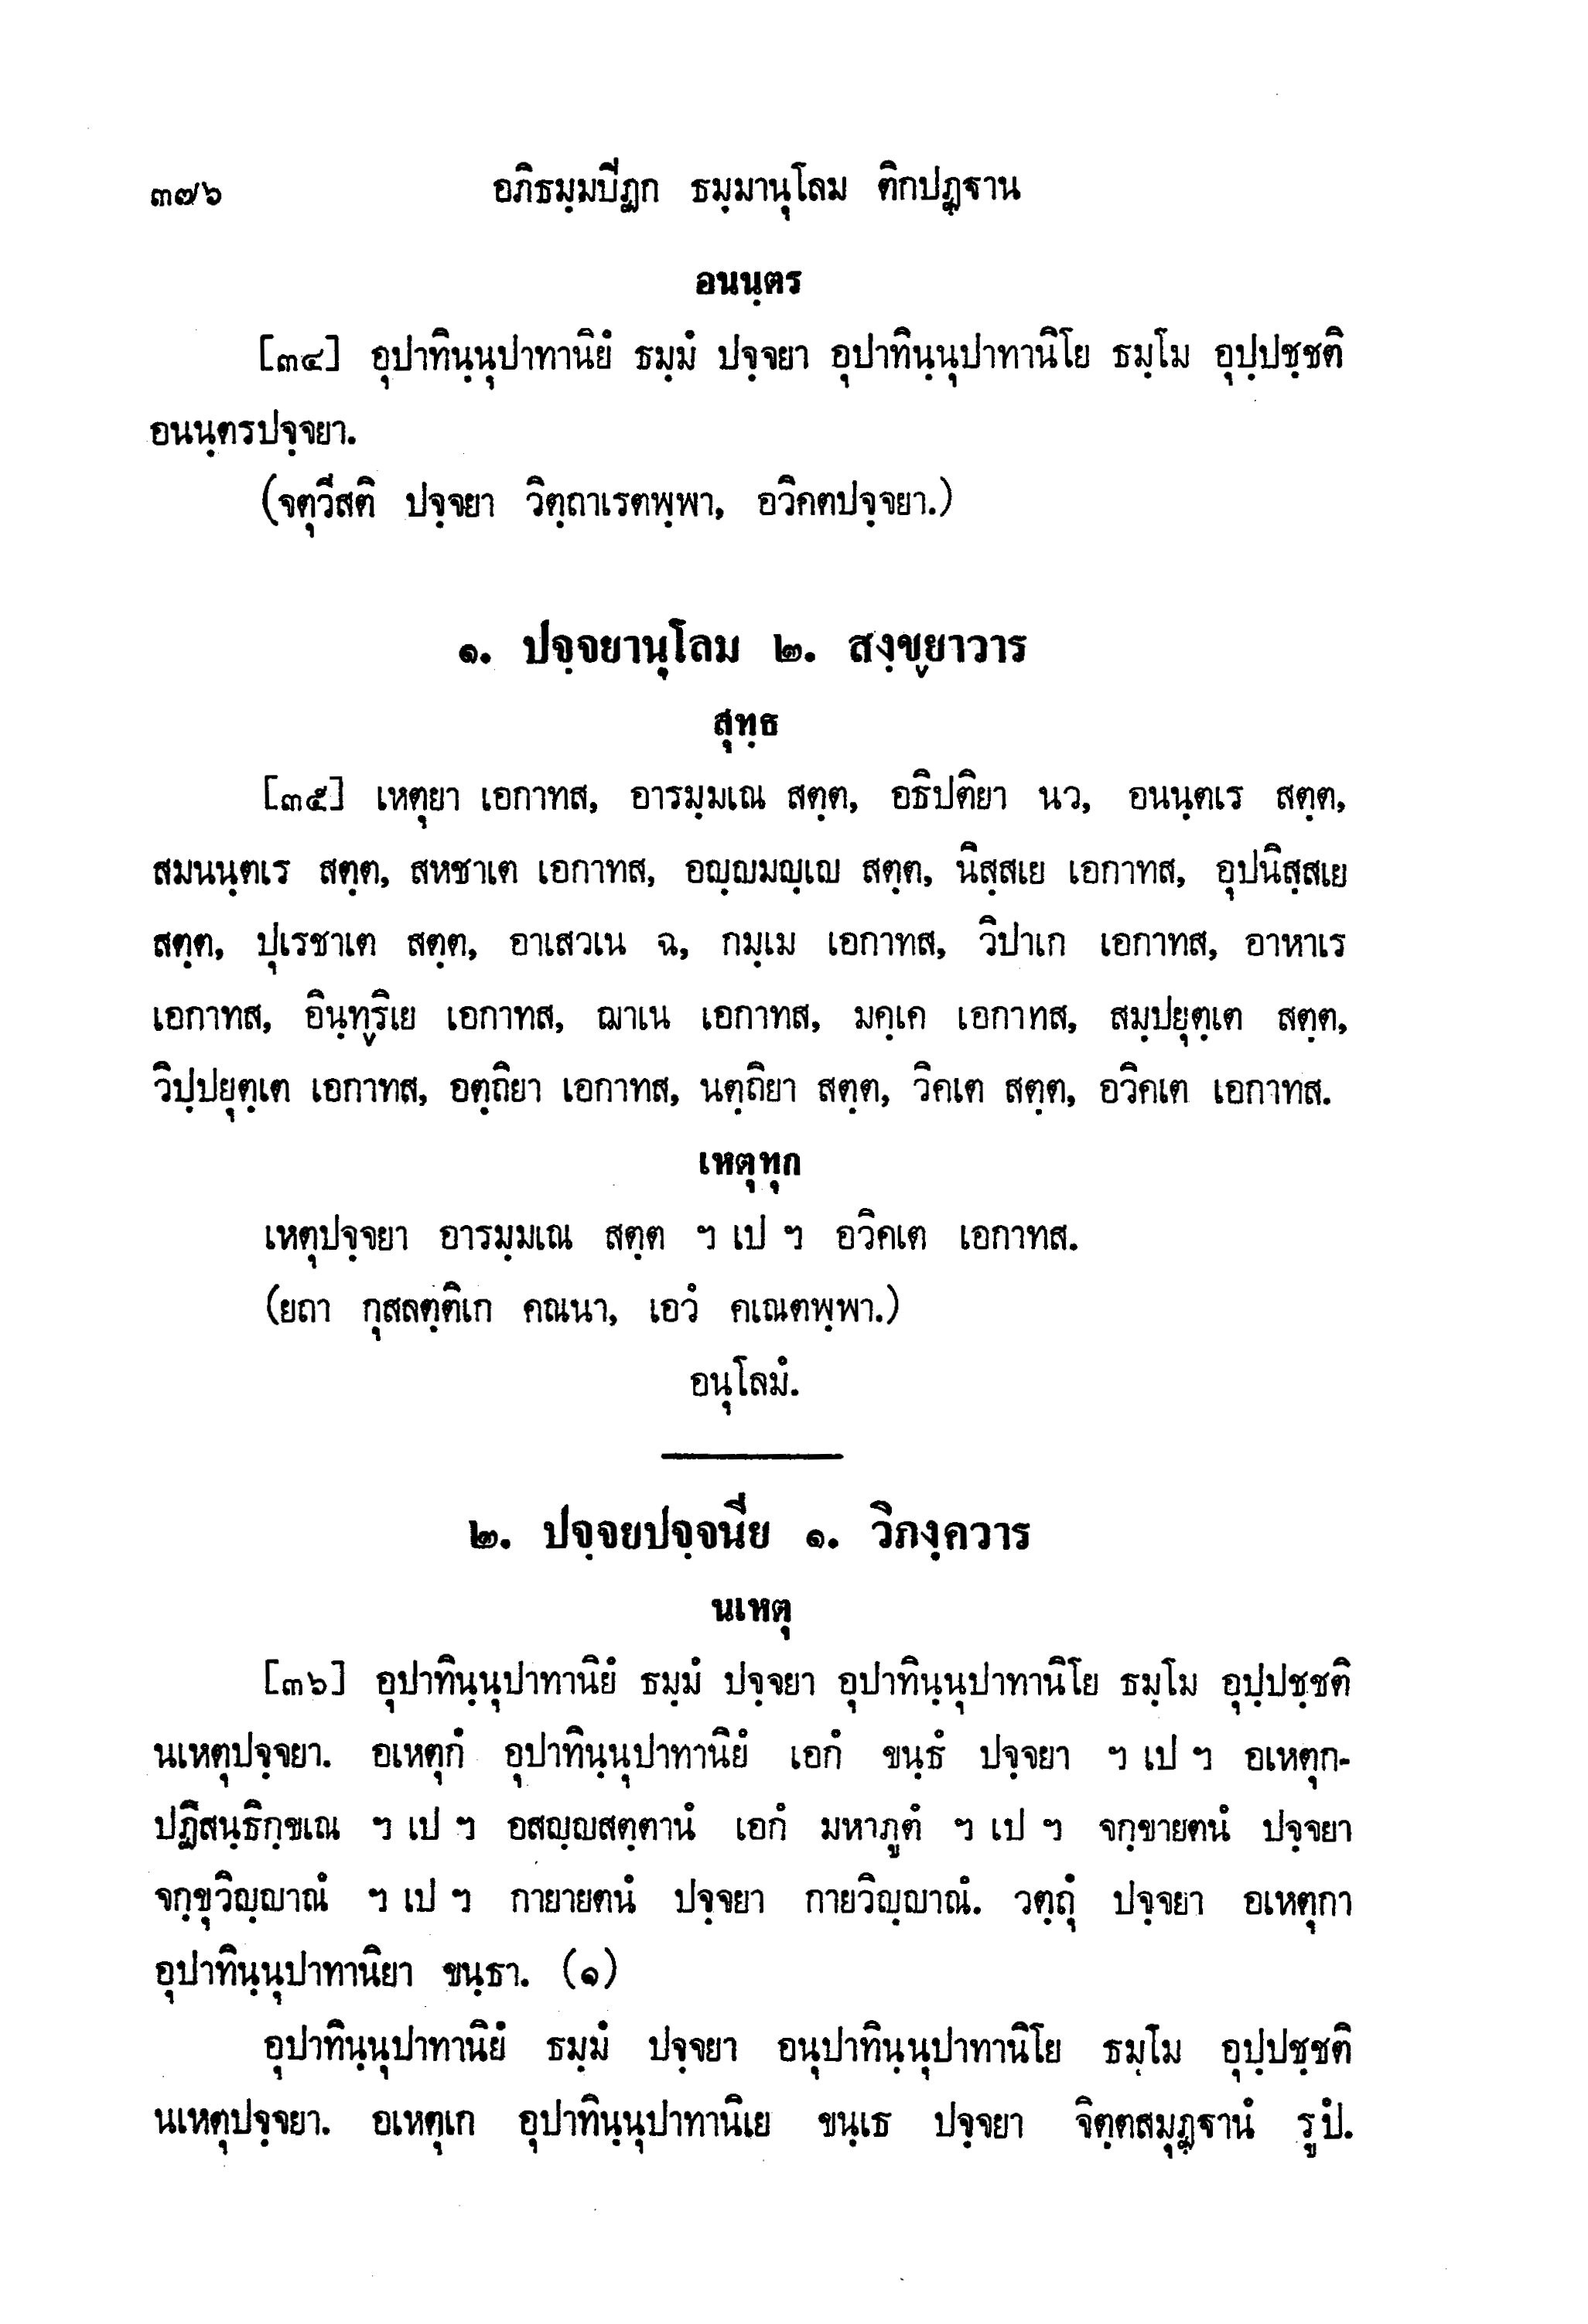 ๓๗๖ อภิธมฺมปิฏก ธมฺมานุโลม ติกปฏฺฐาน
อนนฺตร
[๓๔] อุปาทินฺนุปาทานิยํ ธมฺมํ ปจฺจยา อุปาทินฺนุปาทานิโย ธมฺโม อุปฺปชฺชติ
อนนฺตรปจฺจยา.
(จตุวีสติ ปจฺจยา วิตฺถาเรตพฺพา, อวิคตปจฺจยา.)
๑. ปจฺจยานุโลม ๒. สงฺขฺยาวาร
สุทฺธ
[๓๕] เหตุยา เอกาทส, อารมฺมเณ สตฺต, อธิปติยา นว, อนนฺตเร สตฺต,
สมนนฺตเร สตฺต, สหชาเต เอกาทส, อญฺญมญฺเญ สตฺต, นิสฺสเย เอกาทส, อุปนิสฺสเย
สตฺต, ปุเรชาเต สตฺต, อาเสวเน ฉ, กมฺเม เอกาทส, วิปาเก เอกาทส, อาหาเร
เอกาทส, อินฺทฺริเย เอกาทส, ฌาเน เอกาทส, มคฺเค เอกาทส, สมฺปยุตฺเต สตฺต,
วิปฺปยุตฺเต เอกาทส, อตฺถิยา เอกาทส, นตฺถิยา สตฺต, วิคเต สตฺต, อวิคเต เอกาทส.
เหตุทุก
เหตุปจฺจยา อารมฺมเณ สตฺต ฯ เป ฯ อวิคเต เอกาทส.
(ยถา กุสลตฺติเก คณนา, เอวํ คเณตพฺพา.)
อนุโลมํ.
๒. ปจฺจยปจฺจนีย ๑. วิภงฺควาร
นเหตุ
[๓๖] อุปาทินฺนุปาทานิยํ ธมฺมํ ปจฺจยา อุปาทินฺนุปาทานิโย ธมฺโม อุปฺปชฺชติ
นเหตุปจฺจยา. อเหตุกํ อุปาทินฺนุปาทานิยํ เอกํ ขนฺธํ ปจฺจยา ฯ เป ฯ อเหตุก-
ปฏิสนฺธิกฺขเณ ฯ เป ฯ อสญฺญสตฺตานํ เอกํ มหาภูตํ ฯ เป ฯ จกฺขายตนํ ปจฺจยา
จกฺขุวิญฺญาณํ ฯ เป ฯ กายายตนํ ปจฺจยา กายวิญฺญาณํ. วตฺถุํ ปจฺจยา อเหตุกา
อุปาทินฺนุปาทานิยา ขนฺธา. (๑)
อุปาทินฺนุปาทานิยํ ธมฺมํ ปจฺจยา อนุปาทินฺนุปาทานิโย ธมฺโม อุปฺปชฺชติ
นเหตุปจฺจยา. อเหตุเก อุปาทินฺนุปาทานิเย ขนฺเธ ปจฺจยา จิตฺตสมุฏฺฐานํ รูปํ.